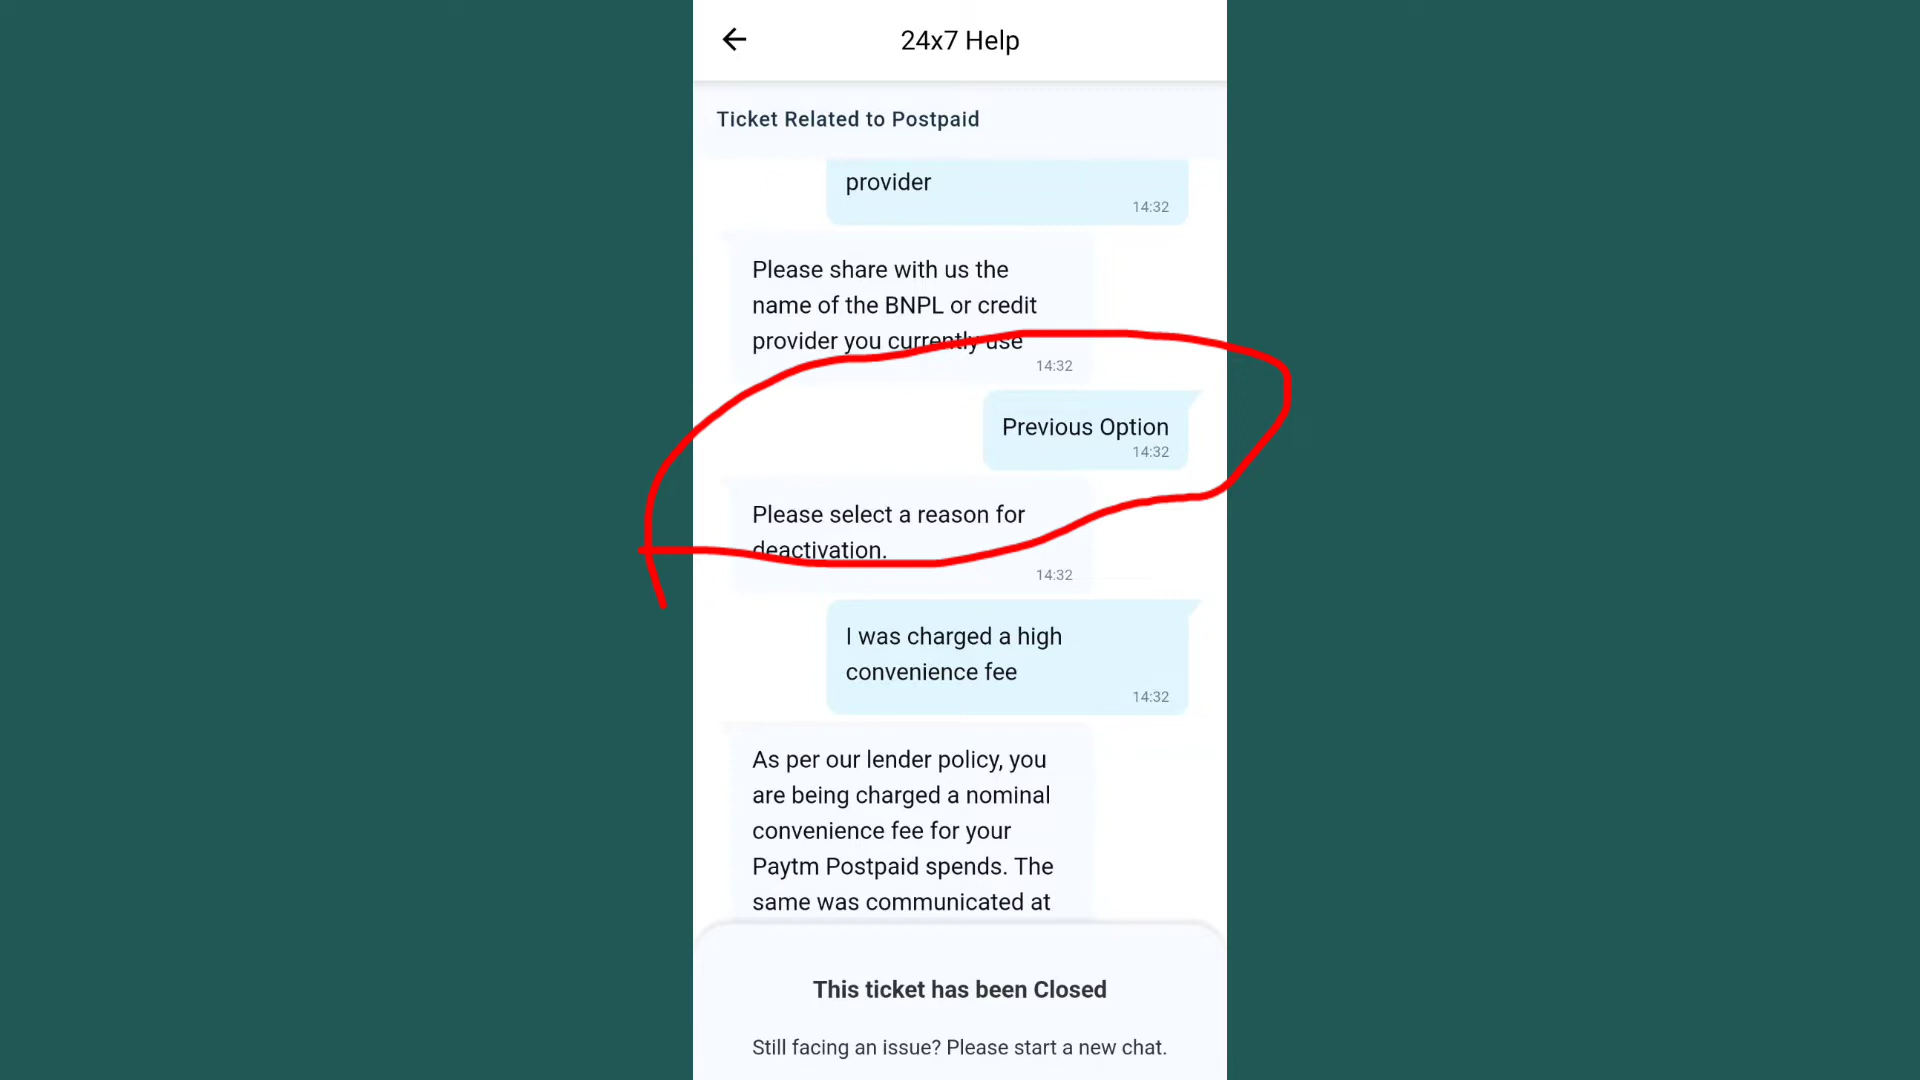 24x7 Help
Ticket Related to Postpaid
provider
14:32
Please share with us the
name of the BNPL or credit
provider you currently use
14:32
Previous Option
14:32
Please select a reason for
deactivation.
14:32
I was charged a high
convenience fee
14:32
As per our lender policy, you
are being charged a nominal
convenience fee for your
Paytm Postpaid spends. The
same was communicated at
This ticket has been Closed
Still facing an issue? Please start a new chat.